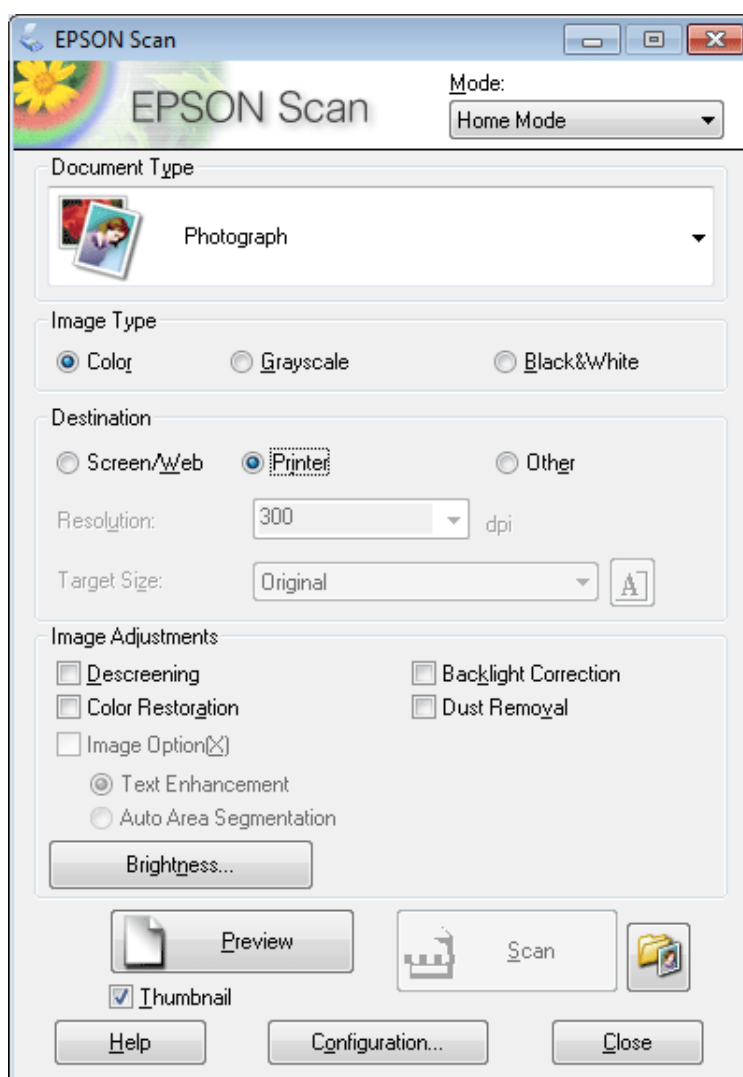 EPSON Scan
EPSON Scan
Mode:
Home Mode
Document Type
Photograph
Image Type
Color Grayscale Black&White
Destination
Screen/Web Printer Other
Resolution: 300 dpi
Target Size: Original A
Image Adjustments
Descreening Backlight Correction
Color Restoration Dust Removal
Image Option(X)
Text Enhancement
Auto Area Segmentation
Brightness...
Preview Scan
Thumbnail
Help Configuration... Close